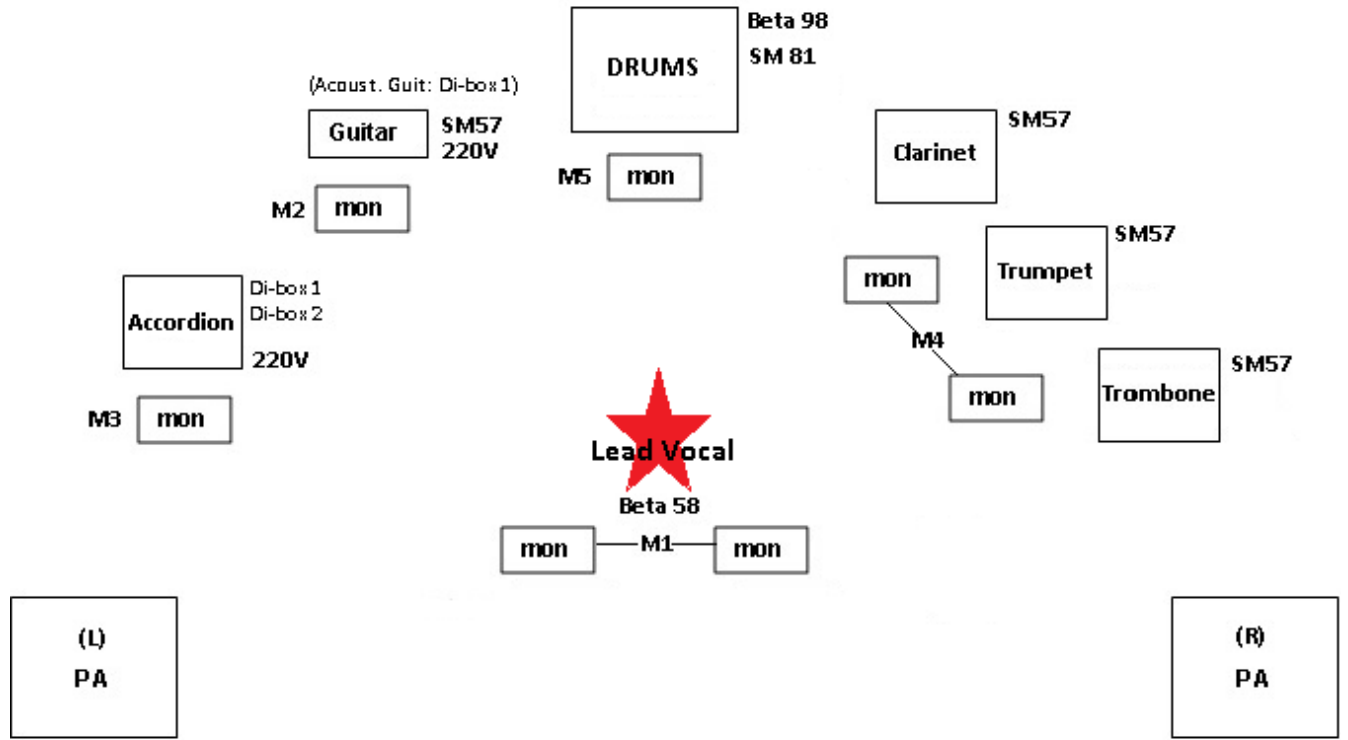 Beta 98
DRUMS
SM 81
(Acoust. Guit: Di-box 1)
Guitar
SM57
220V
Clarinet
SM57
M5
mon
M2
mon
Trumpet
SM57
mon
Accordion
Di-box 1
Di-box 2
220V
M4
Trombone
SM57
mon
M3
mon
Lead Vocal
Beta 58
mon
M1
mon
(L)
PA
(R)
PA